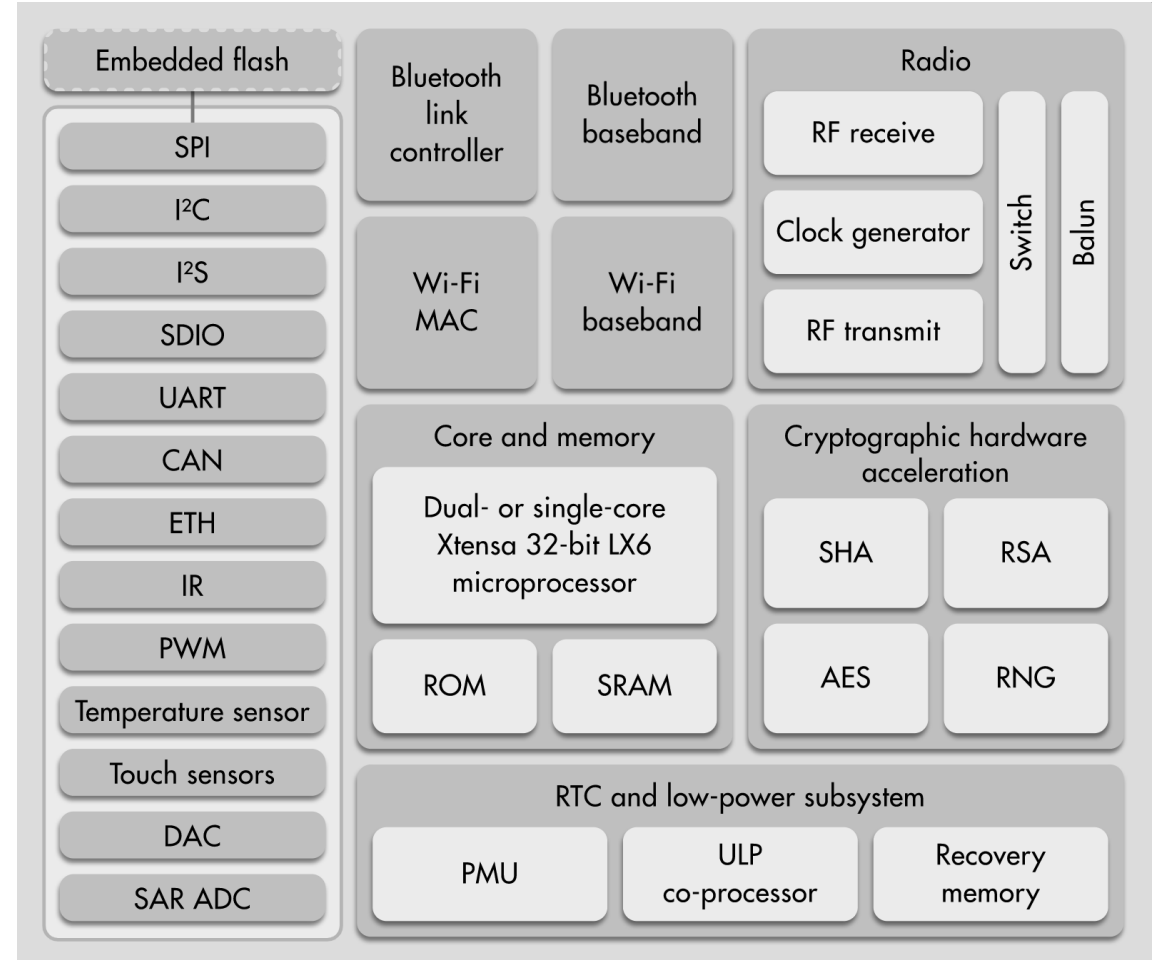 Embedded flash
SPI
I²C
I²S
SDIO
UART
CAN
ETH
IR
PWM
Temperature sensor
Touch sensors
DAC
SAR ADC
Bluetooth
link
controller
Bluetooth
baseband
Wi-Fi
MAC
Wi-Fi
baseband
Radio
RF receive
Clock generator
RF transmit
Switch
Balun
Core and memory
Dual- or single-core
Xtensa 32-bit LX6
microprocessor
ROM
SRAM
Cryptographic hardware
acceleration
SHA
RSA
AES
RNG
RTC and low-power subsystem
PMU
ULP
co-processor
Recovery
memory